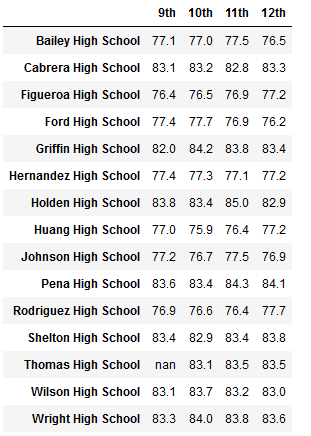 9th 10th 11th 12th
Bailey High School 77.1 77.0 77.5 76.5
Cabrera High School 83.1 83.2 82.8 83.3
Figueroa High School 76.4 76.5 76.9 77.2
Ford High School 77.4 77.7 76.9 76.2
Griffin High School 82.0 84.2 83.8 83.4
Hernandez High School 77.4 77.3 77.1 77.2
Holden High School 83.8 83.4 85.0 82.9
Huang High School 77.0 75.9 76.4 77.2
Johnson High School 77.2 76.7 77.5 76.9
Pena High School 83.6 83.4 84.3 84.1
Rodriguez High School 76.9 76.6 76.4 77.7
Shelton High School 83.4 82.9 83.4 83.8
Thomas High School nan 83.1 83.5 83.5
Wilson High School 83.1 83.7 83.2 83.0
Wright High School 83.3 84.0 83.8 83.6